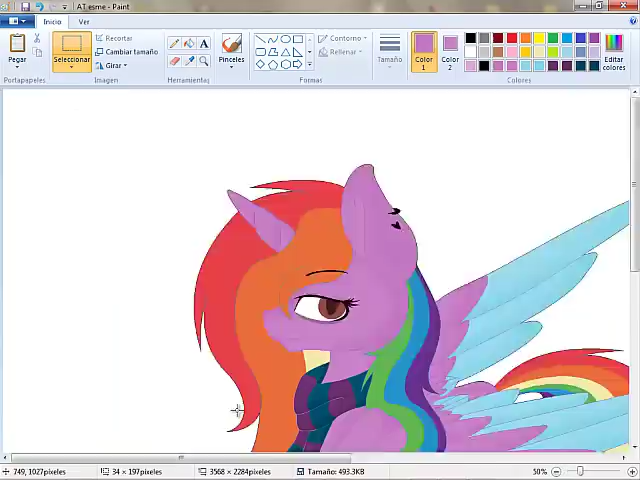 AT esme - Paint
Inicio
Ver
Pegar
Portapapeles
Seleccionar
Recortar
Cambiar tamaño
Girar
Imagen
A
Herramientas
Pinceles
Contorno
Rellenar
Formas
Tamaño
Color 1
Color 2
Editar colores
Colores
749, 1027píxeles
34 × 197píxeles
3568 × 2284píxeles
Tamaño: 493.3KB
50%